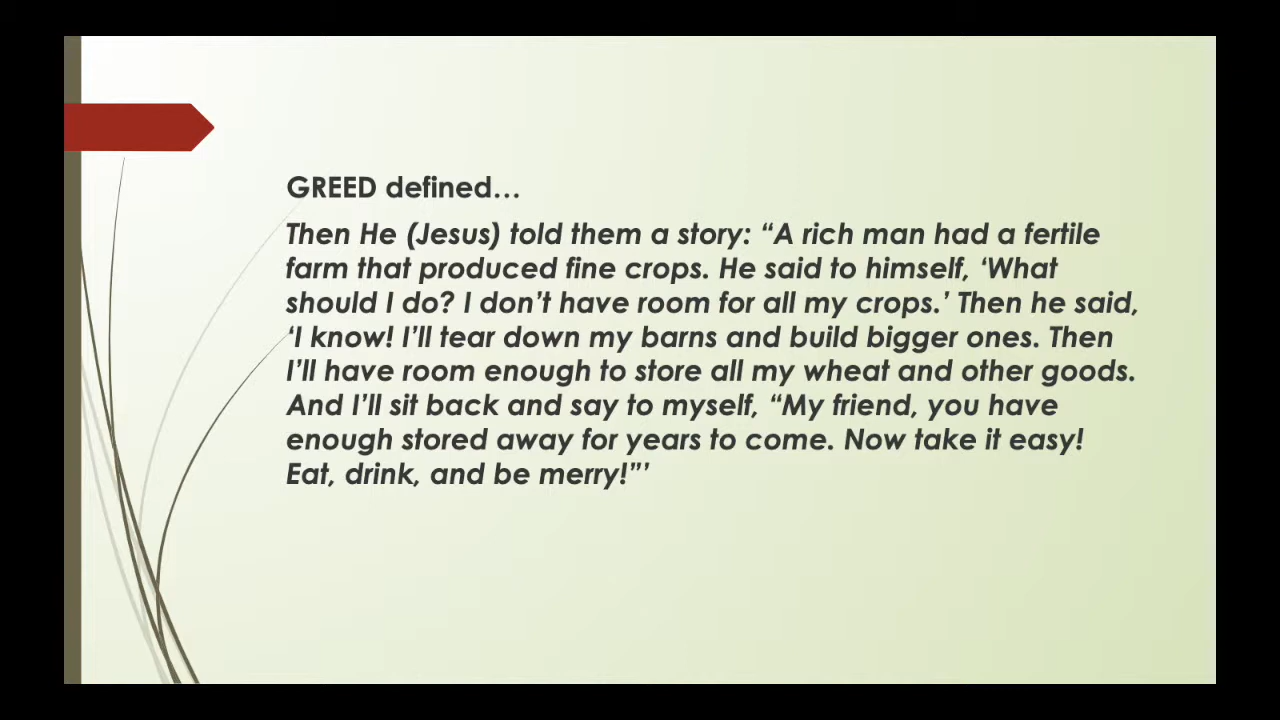 GREED defined…
Then He (Jesus) told them a story: “A rich man had a fertile
farm that produced fine crops. He said to himself, ‘What
should I do? I don’t have room for all my crops.’ Then he said,
‘I know! I’ll tear down my barns and build bigger ones. Then
I’ll have room enough to store all my wheat and other goods.
And I’ll sit back and say to myself, “My friend, you have
enough stored away for years to come. Now take it easy!
Eat, drink, and be merry!”’